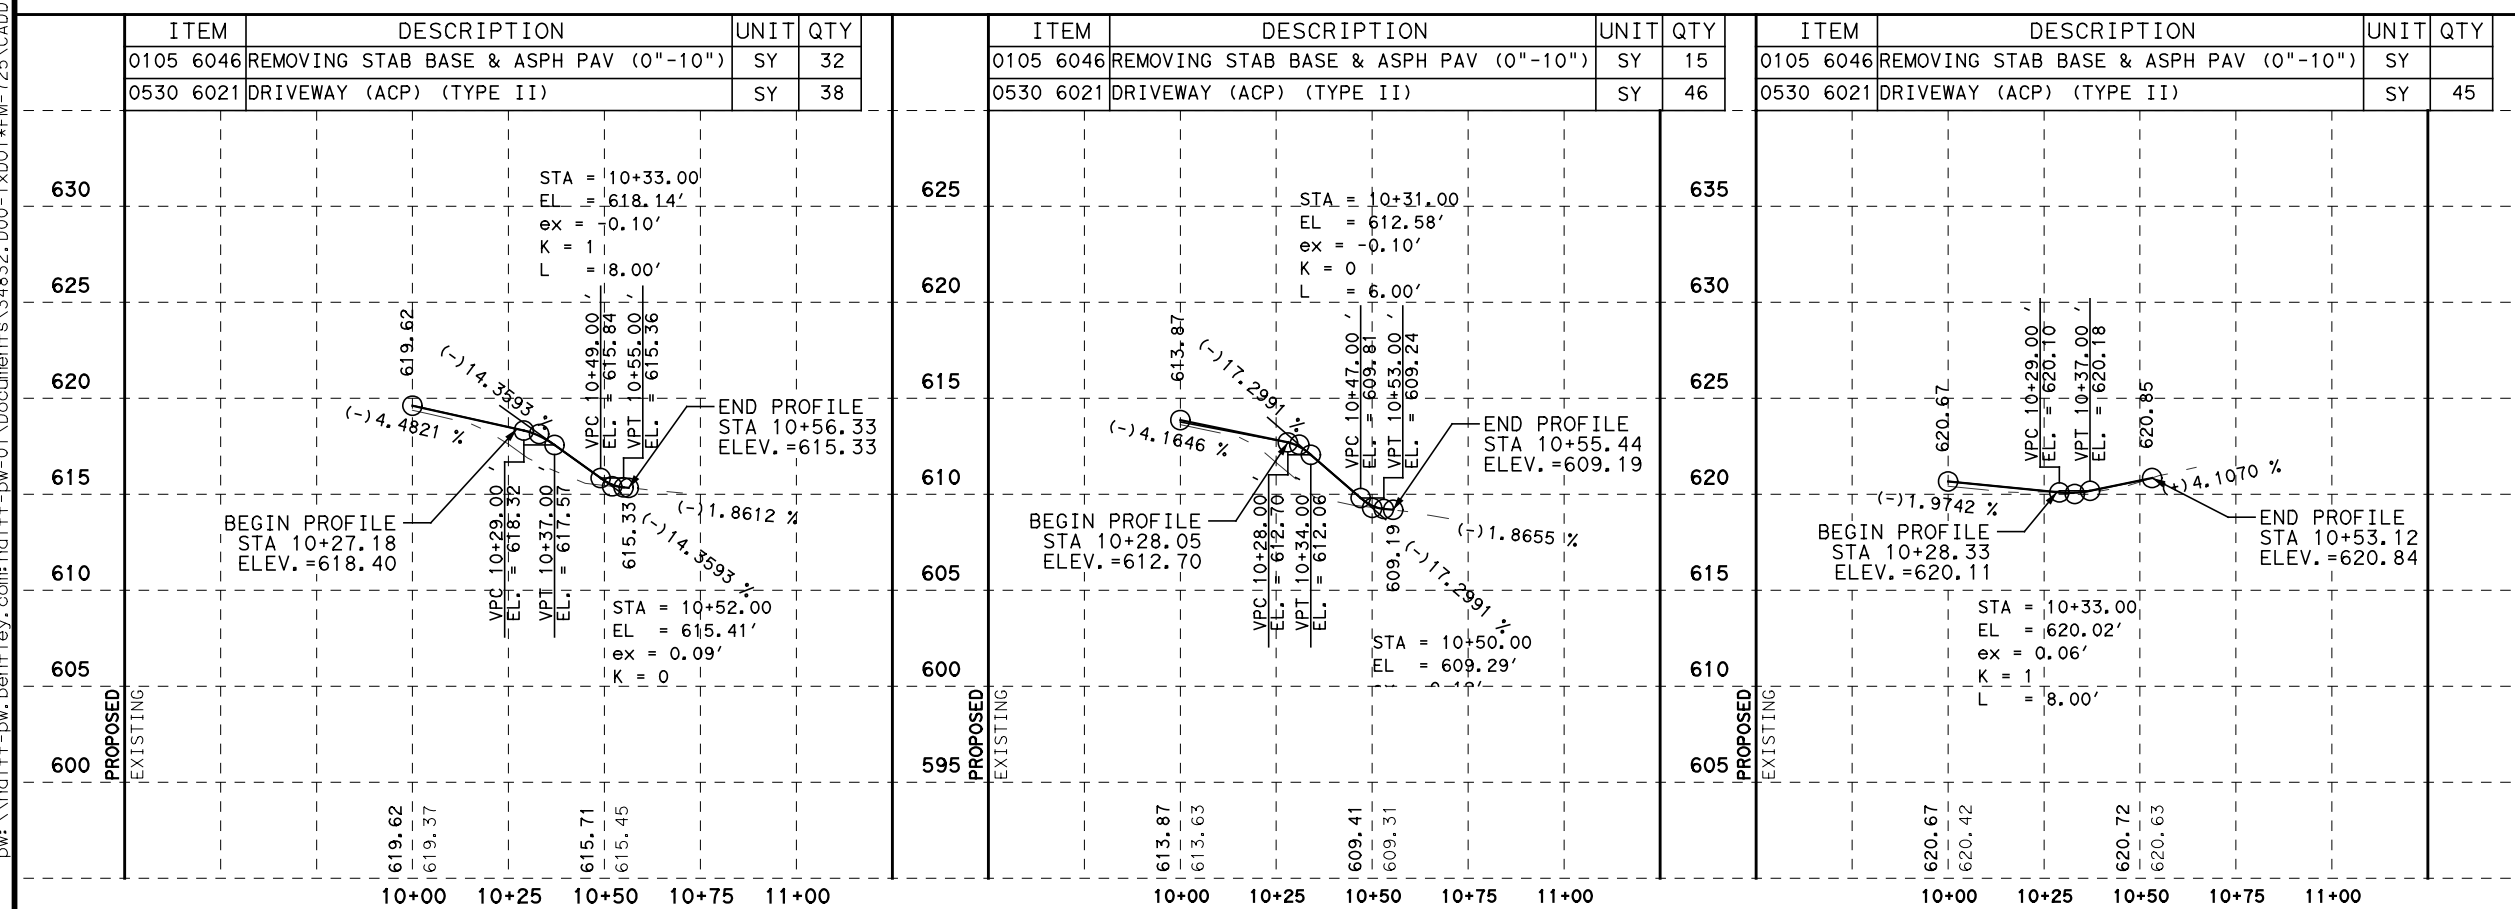 ITEM DESCRIPTION UNIT QTY
0105 6046 REMOVING STAB BASE & ASPH PAV (0"-10") SY 32
0530 6021 DRIVEWAY (ACP) (TYPE II) SY 38
630
625
620
615
610
605
600
STA = 10+33.00
EL = 618.14'
ex = -0.10'
K = 1
L = 8.00'
619.62
(-)14.3593 %
(-)4.4821 %
VPC 10+49.00 '
EL. = 615.84 '
VPT 10+55.00 '
EL. = 615.36
END PROFILE
STA 10+56.33
ELEV.=615.33
BEGIN PROFILE
STA 10+27.18
ELEV.=618.40
VPC 10+29.00 '
EL. = 618.32
VPT 10+37.00
EL. = 617.57
615.33
(-)1.8612 %
(-)14.3593 %
STA = 10+52.00
EL = 615.41'
ex = 0.09'
K = 0
PROPOSED
EXISTING
619.62
619.37
615.71
615.45
10+00 10+25 10+50 10+75 11+00
ITEM DESCRIPTION UNIT QTY
0105 6046 REMOVING STAB BASE & ASPH PAV (0"-10") SY 15
0530 6021 DRIVEWAY (ACP) (TYPE II) SY 46
625
620
615
610
605
600
595
STA = 10+31.00
EL = 612.58'
ex = -0.10'
K = 0
L = 6.00'
613.87
(-)17.2991 %
(-)4.1646 %
VPC 10+47.00 '
EL. = 609.81
VPT 10+53.00 '
EL. = 609.24
END PROFILE
STA 10+55.44
ELEV.=609.19
BEGIN PROFILE
STA 10+28.05
ELEV.=612.70
VPC 10+28.00 '
EL. = 612.70
VPT 10+34.00
EL. = 612.06
609.19
(-)1.8655 %
(-)17.2991 %
STA = 10+50.00
EL = 609.29'
PROPOSED
EXISTING
613.87
613.63
609.41
609.31
10+00 10+25 10+50 10+75 11+00
ITEM DESCRIPTION UNIT QTY
0105 6046 REMOVING STAB BASE & ASPH PAV (0"-10") SY
0530 6021 DRIVEWAY (ACP) (TYPE II) SY 45
635
630
625
620
615
610
605
620.67
(-)1.9742 %
VPC 10+29.00 '
EL. = 620.10
VPT 10+37.00 '
EL. = 620.18
620.85
(+)4.1070 %
BEGIN PROFILE
STA 10+28.33
ELEV.=620.11
END PROFILE
STA 10+53.12
ELEV.=620.84
STA = 10+33.00
EL = 620.02'
ex = 0.06'
K = 1
L = 8.00'
PROPOSED
EXISTING
620.67
620.42
620.72
620.63
10+00 10+25 10+50 10+75 11+00